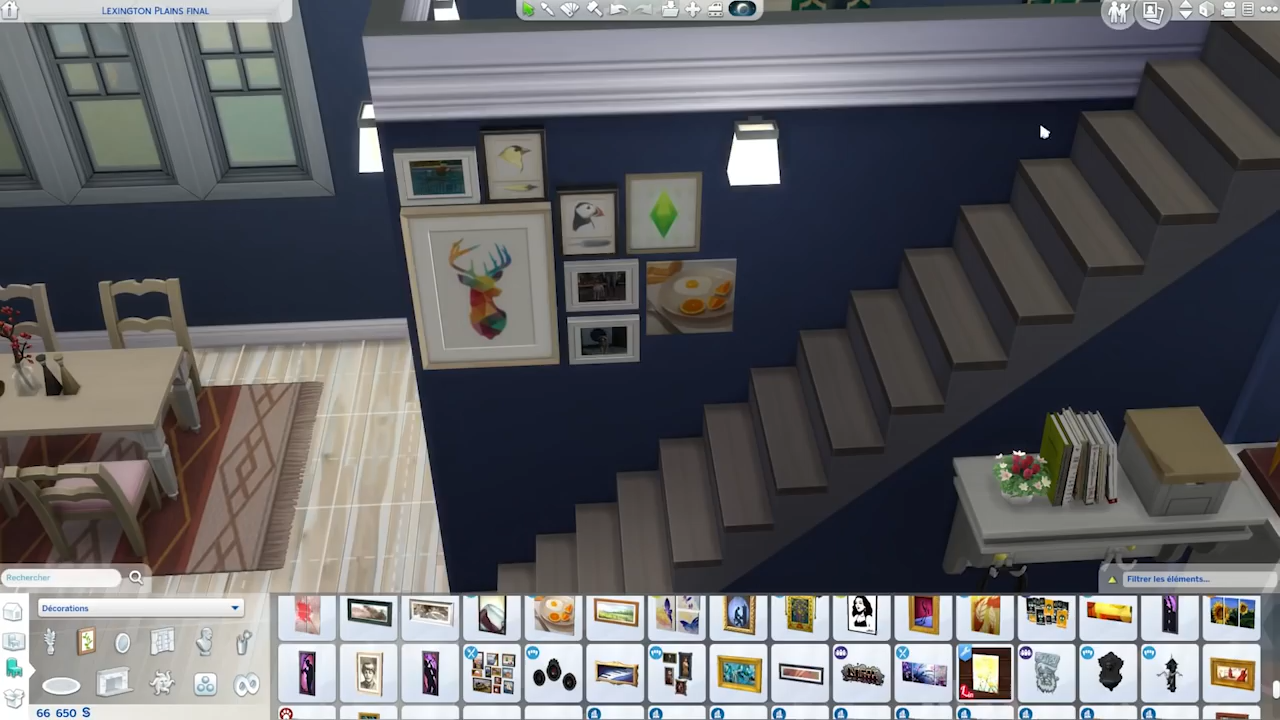 LEXINGTON PLAINS FINAL
Rechercher
Filtrer les éléments...
Décorations
66 650 $